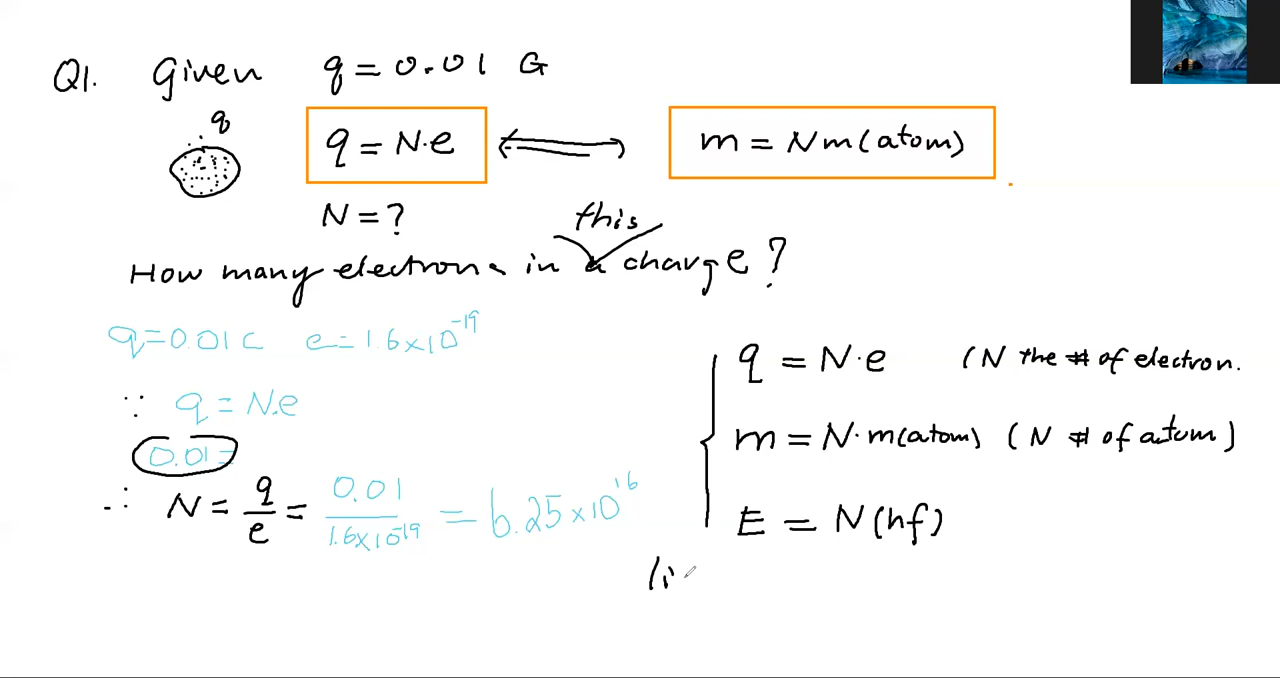 Q1. Given q = 0.01 C
q
q = N·e ⟺ m = N m(atom)
N = ?
this
How many electrons in a charge?
q=0.01C e=1.6×10⁻¹⁹
∵ q = N.e
0.01=
∴ N = q/e = 0.01/1.6×10⁻¹⁹ = 6.25×10¹⁶
q = N·e (N the # of electron.
m = N·m(atom) (N # of atom)
E = N(hf)